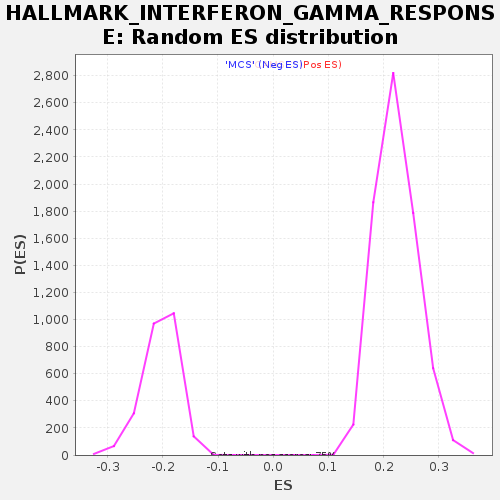 HALLMARK_INTERFERON_GAMMA_RESPONS
E: Random ES distribution
'MCS' (Neg ES) Pos ES)
2,800
2,600
2,400
2,200
2,000
1,800
1,600
1,400
1,200
1,000
800
600
400
200
0
P(ES)
75%
-0.3 -0.2 -0.1 0.0 0.1 0.2 0.3
ES